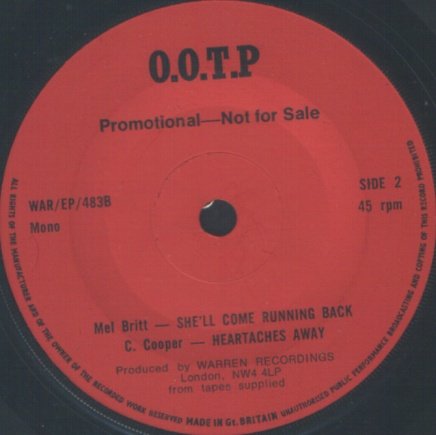 O.O.T.P
Promotional—Not for Sale
WAR/EP/483B
Mono
SIDE 2
45 rpm
Mel Britt — SHE'LL COME RUNNING BACK
C. Cooper — HEARTACHES AWAY
Produced by WARREN RECORDINGS
London, NW4 4LP
from tapes supplied
ALL RIGHTS OF THE MANUFACTURER AND OF THE OWNER OF THE RECORDED WORK RESERVED MADE IN Gt. BRITAIN UNAUTHORISED PUBLIC PERFORMANCE BROADCASTING AND COPYING OF THIS RECORD PROHIBITED